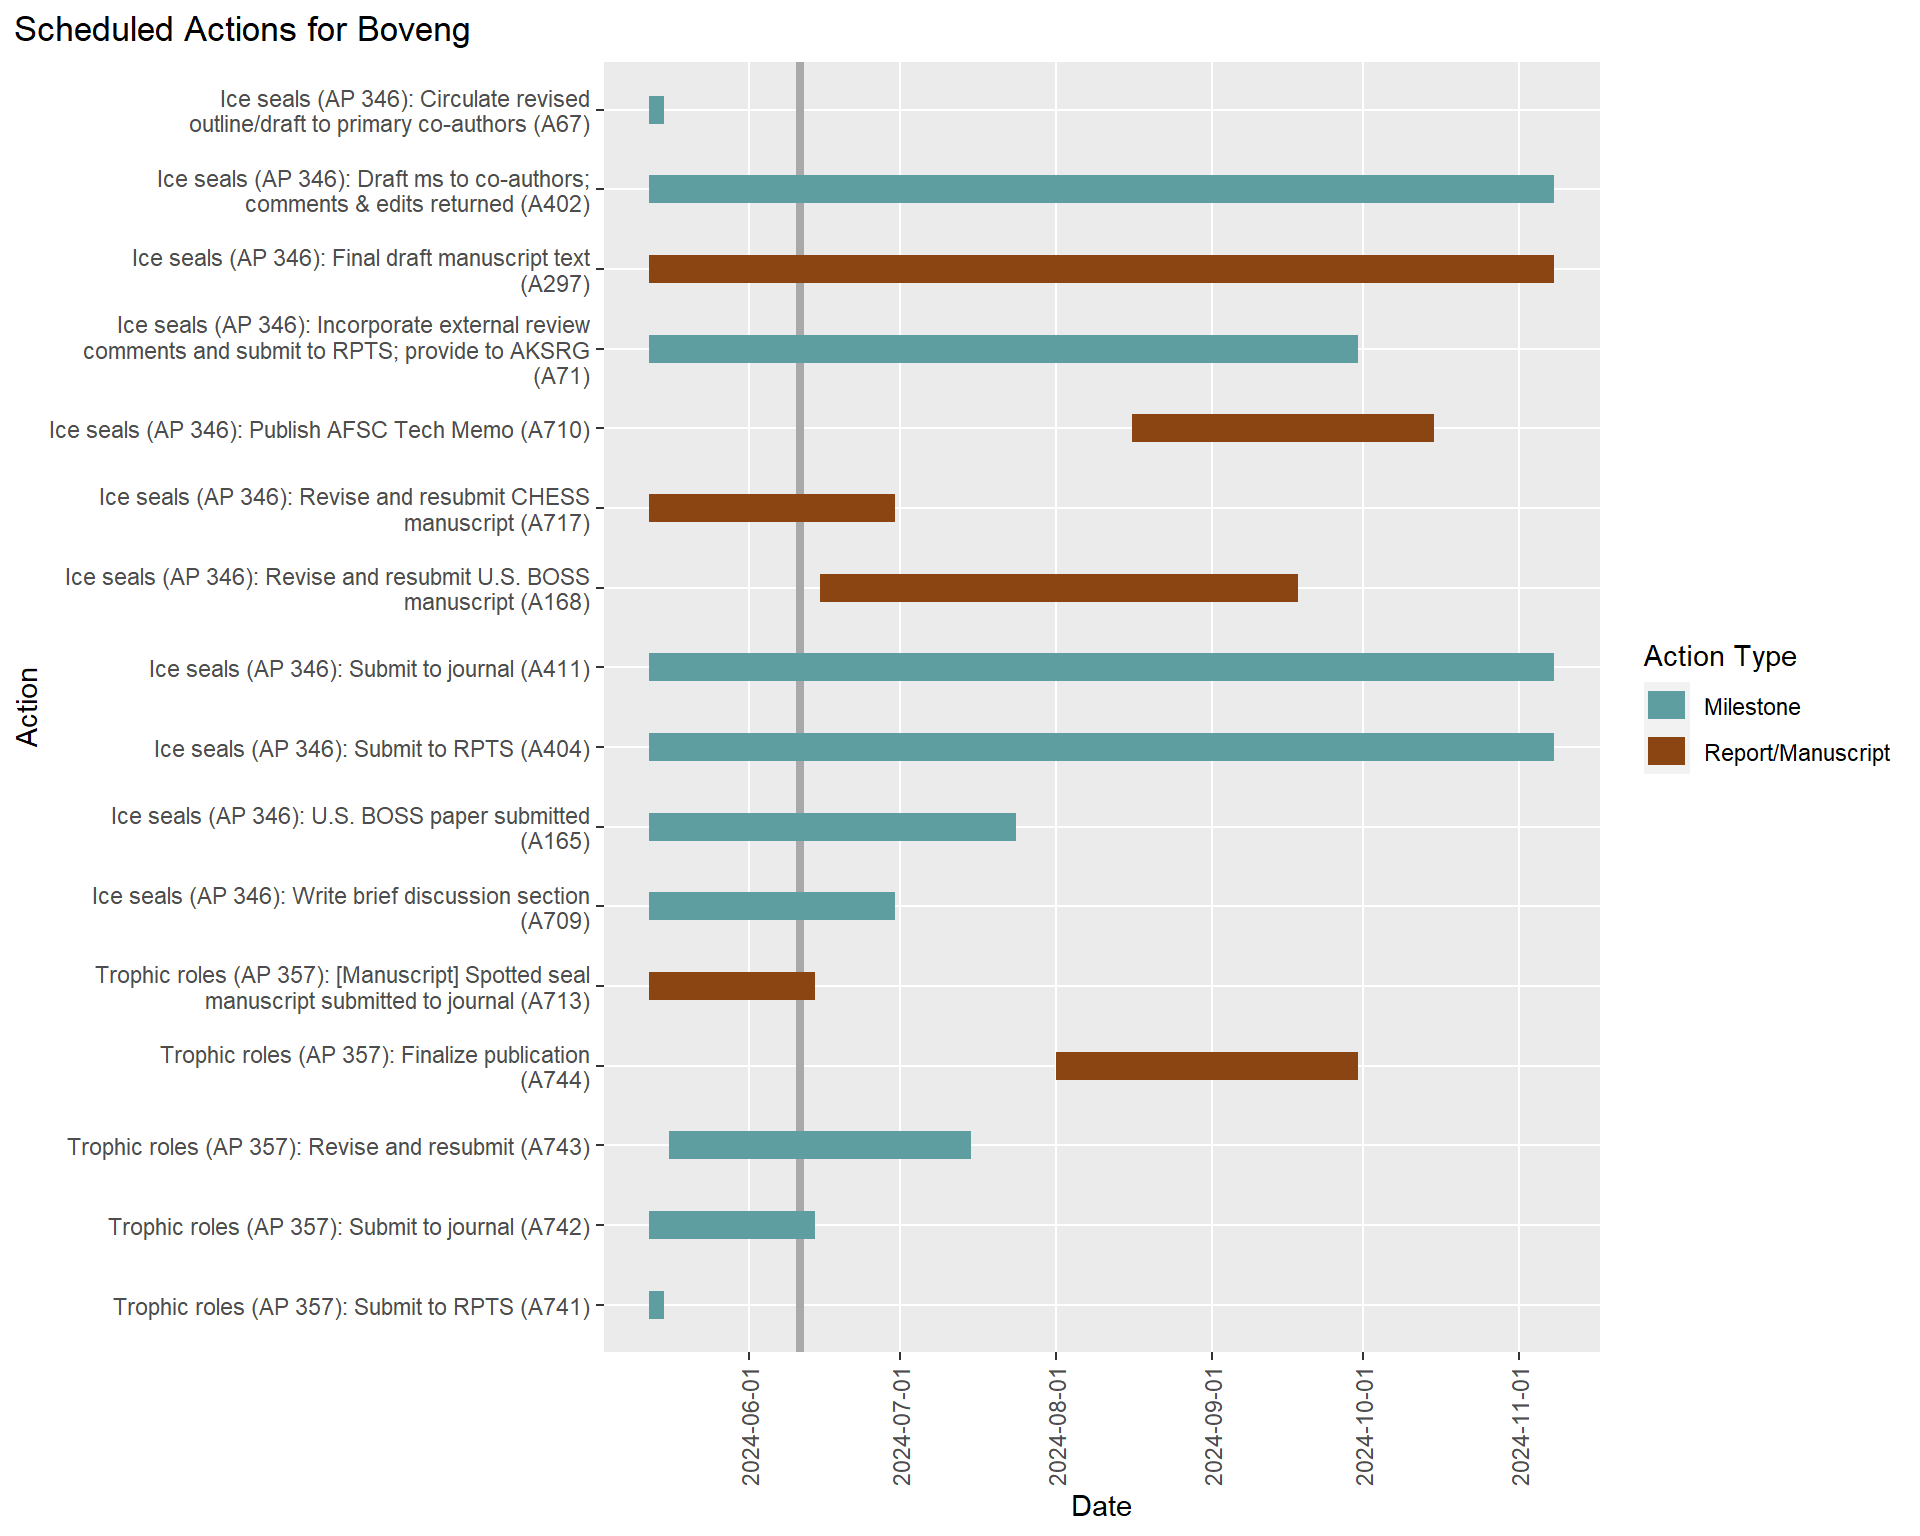 Scheduled Actions for Boveng
Ice seals (AP 346): Circulate revised
outline/draft to primary co-authors (A67)
Ice seals (AP 346): Draft ms to co-authors;
comments & edits returned (A402)
Ice seals (AP 346): Final draft manuscript text
(A297)
Ice seals (AP 346): Incorporate external review
comments and submit to RPTS; provide to AKSRG
(A71)
Ice seals (AP 346): Publish AFSC Tech Memo (A710)
Ice seals (AP 346): Revise and resubmit CHESS
manuscript (A717)
Ice seals (AP 346): Revise and resubmit U.S. BOSS
manuscript (A168)
Ice seals (AP 346): Submit to journal (A411)
Ice seals (AP 346): Submit to RPTS (A404)
Ice seals (AP 346): U.S. BOSS paper submitted
(A165)
Ice seals (AP 346): Write brief discussion section
(A709)
Trophic roles (AP 357): [Manuscript] Spotted seal
manuscript submitted to journal (A713)
Trophic roles (AP 357): Finalize publication
(A744)
Trophic roles (AP 357): Revise and resubmit (A743)
Trophic roles (AP 357): Submit to journal (A742)
Trophic roles (AP 357): Submit to RPTS (A741)
Action
2024-06-01
2024-07-01
2024-08-01
2024-09-01
2024-10-01
2024-11-01
Date
Action Type
Milestone
Report/Manuscript